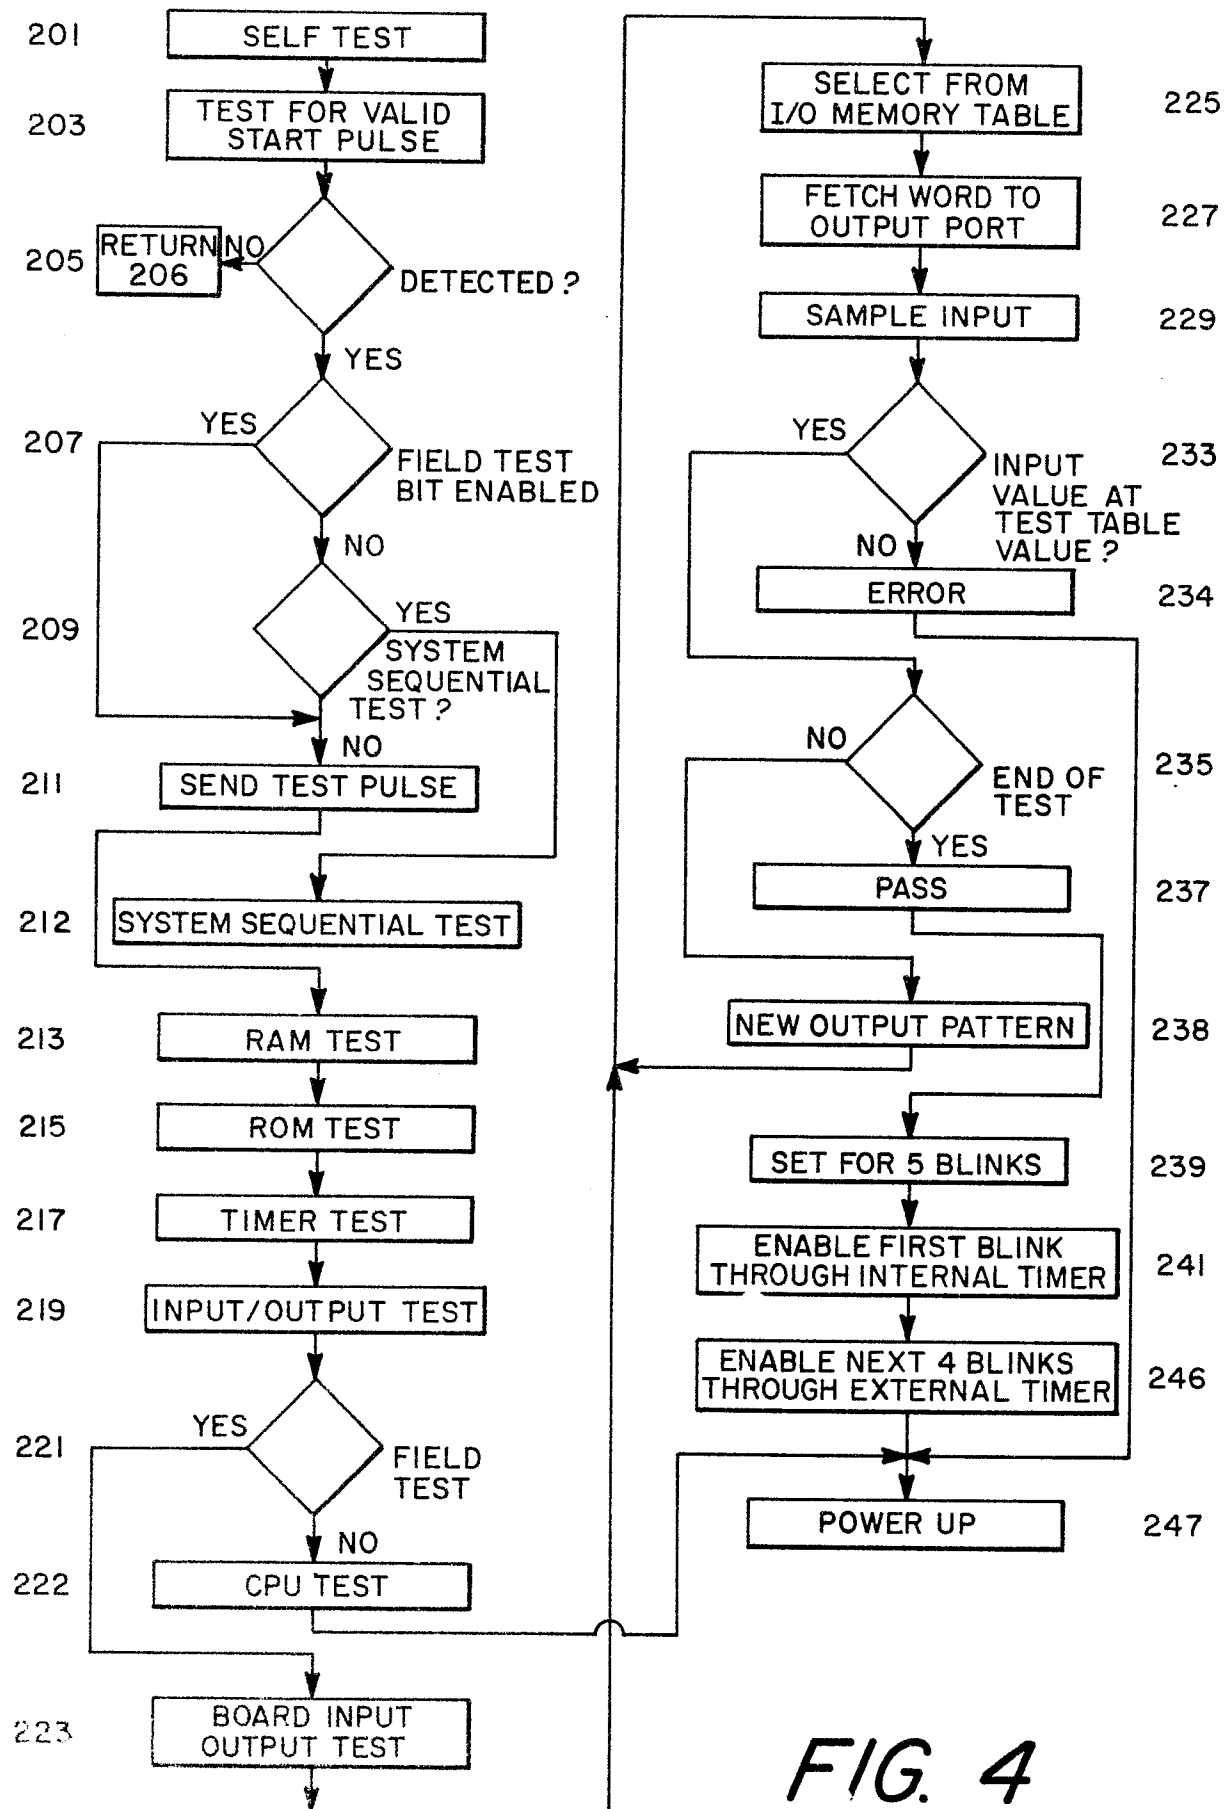 201
SELF TEST
203
TEST FOR VALID
START PULSE
205
RETURN
206
NO
DETECTED?
YES
207
YES
FIELD TEST
BIT ENABLED
NO
209
YES
SYSTEM
SEQUENTIAL
TEST?
NO
211
SEND TEST PULSE
212
SYSTEM SEQUENTIAL TEST
213
RAM TEST
215
ROM TEST
217
TIMER TEST
219
INPUT/OUTPUT TEST
221
YES
FIELD
TEST
NO
222
CPU TEST
223
BOARD INPUT
OUTPUT TEST
SELECT FROM
I/O MEMORY TABLE
225
FETCH WORD TO
OUTPUT PORT
227
SAMPLE INPUT
229
YES
INPUT
VALUE AT
TEST TABLE
VALUE?
233
NO
ERROR
234
NO
END OF
TEST
235
YES
PASS
237
NEW OUTPUT PATTERN
238
SET FOR 5 BLINKS
239
ENABLE FIRST BLINK
THROUGH INTERNAL TIMER
241
ENABLE NEXT 4 BLINKS
THROUGH EXTERNAL TIMER
246
POWER UP
247
FIG. 4